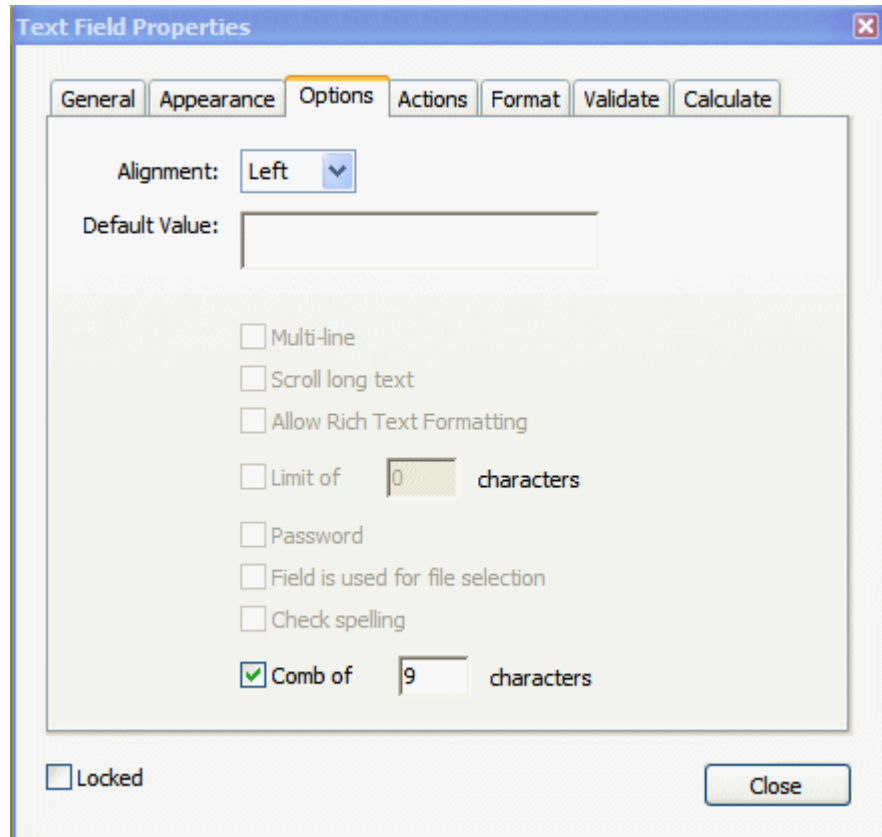 Text Field Properties
General Appearance Options Actions Format Validate Calculate
Alignment: Left
Default Value:
Multi-line
Scroll long text
Allow Rich Text Formatting
Limit of 0 characters
Password
Field is used for file selection
Check spelling
Comb of 9 characters
Locked Close